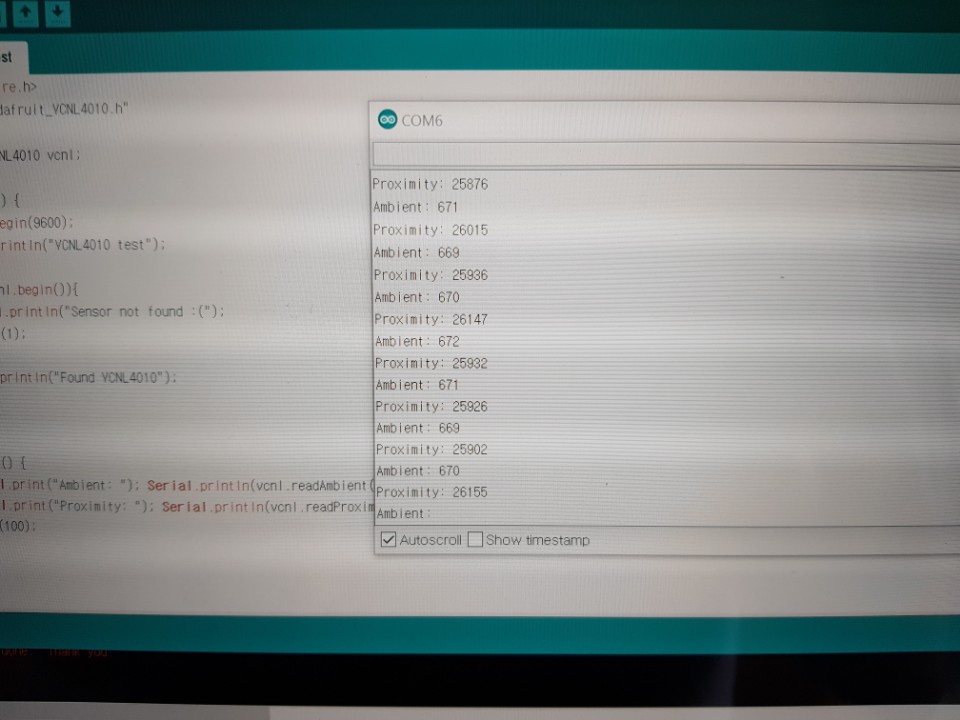 st
re.h>
dafruit_VCNL4010.h"
NL4010 vcnl;
) {
egin(9600);
rintln("VCNL4010 test");
nl.begin()){
l.println("Sensor not found :(");
(1);
println("Found VCNL4010");
() {
l.print("Ambient: "); Serial.println(vcnl.readAmbient(
l.print("Proximity: "); Serial.println(vcnl.readProxim
(100);
COM6
Proximity: 25876
Ambient: 671
Proximity: 26015
Ambient: 669
Proximity: 25936
Ambient: 670
Proximity: 26147
Ambient: 672
Proximity: 25932
Ambient: 671
Proximity: 25926
Ambient: 669
Proximity: 25902
Ambient: 670
Proximity: 26155
Ambient:
Autoscroll Show timestamp
done. Thank you.